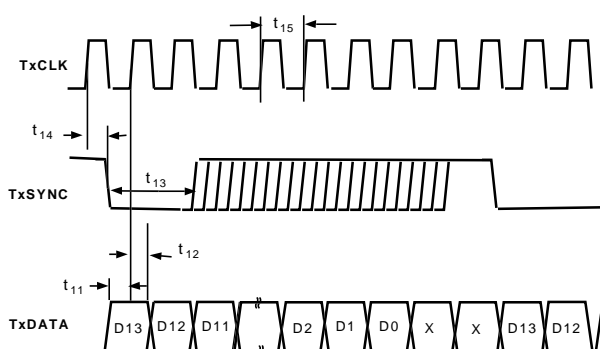 t15
TxCLK
t14
t13
TxSYNC
t12
t11
TxDATA D13 D12 D11 D2 D1 D0 X X D13 D12